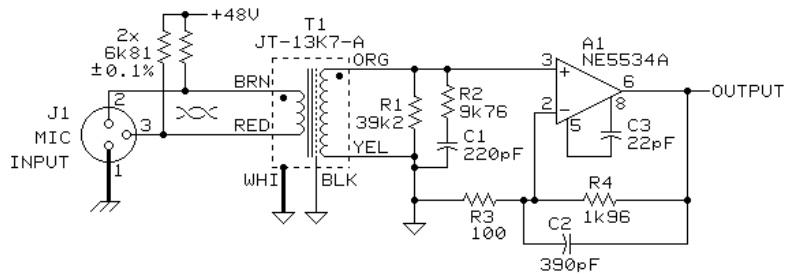 +48V
2x
6k81
±0.1%
T1
JT-13K7-A
BRN
RED
ORG
YEL
WHI
BLK
J1
MIC
INPUT
2
3
1
R1
39k2
R2
9k76
C1
220pF
3
+
2
−
A1
NE5534A
6
8
5
C3
22pF
OUTPUT
R3
100
R4
1k96
C2
390pF